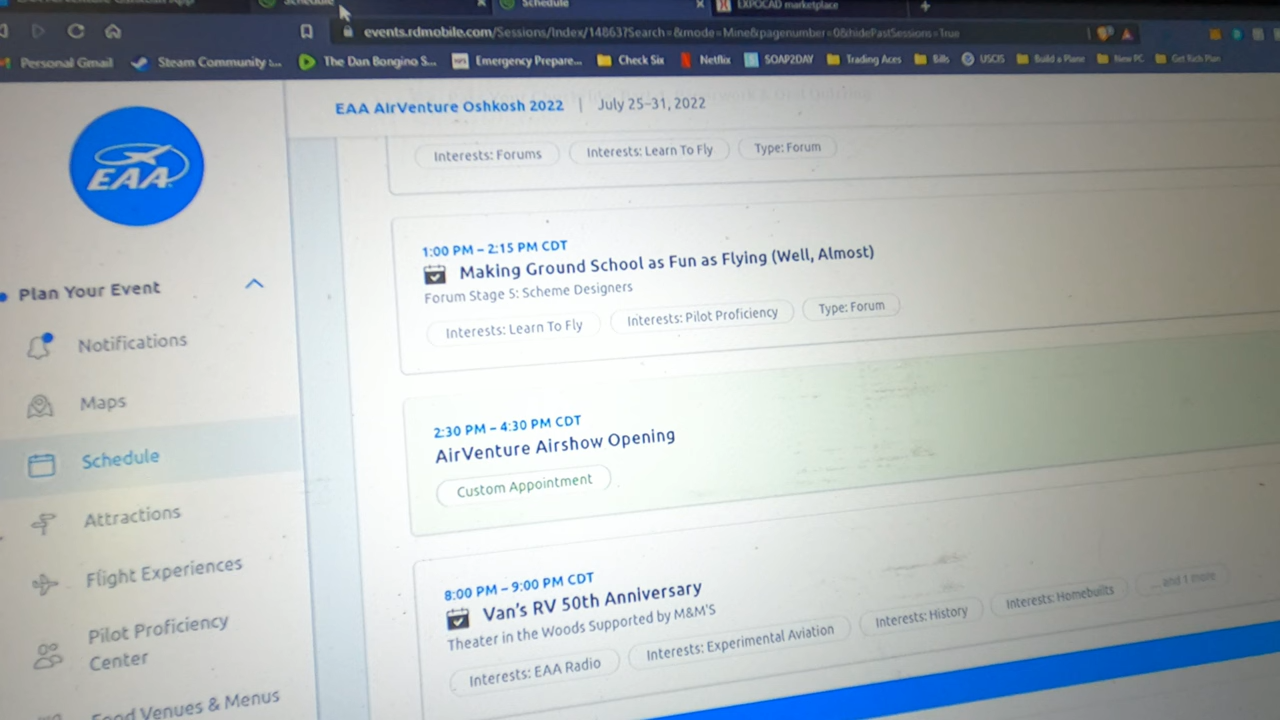 Schedule
Schedule
EXPOCAD marketplace
events.rdmobile.com/Sessions/Index/14863?Search=&mode=Mine&pagenumber=0&hidePastSessions=True
Personal Gmail
Steam Community :...
The Dan Bongino S...
Emergency Prepare...
Check Six
Netflix
SOAP2DAY
Trading Aces
Bills
USCIS
Build a Plane
New PC
Get Rich Plan
EAA
EAA AirVenture Oshkosh 2022 | July 25–31, 2022
Interests: Forums
Interests: Learn To Fly
Type: Forum
1:00 PM – 2:15 PM CDT
Making Ground School as Fun as Flying (Well, Almost)
Forum Stage 5: Scheme Designers
Interests: Learn To Fly
Interests: Pilot Proficiency
Type: Forum
2:30 PM – 4:30 PM CDT
AirVenture Airshow Opening
Custom Appointment
8:00 PM – 9:00 PM CDT
Van's RV 50th Anniversary
Theater in the Woods Supported by M&M'S
Interests: EAA Radio
Interests: Experimental Aviation
Interests: History
Interests: Homebuilts
... and 1 more
Plan Your Event
Notifications
Maps
Schedule
Attractions
Flight Experiences
Pilot Proficiency
Center
Food Venues & Menus